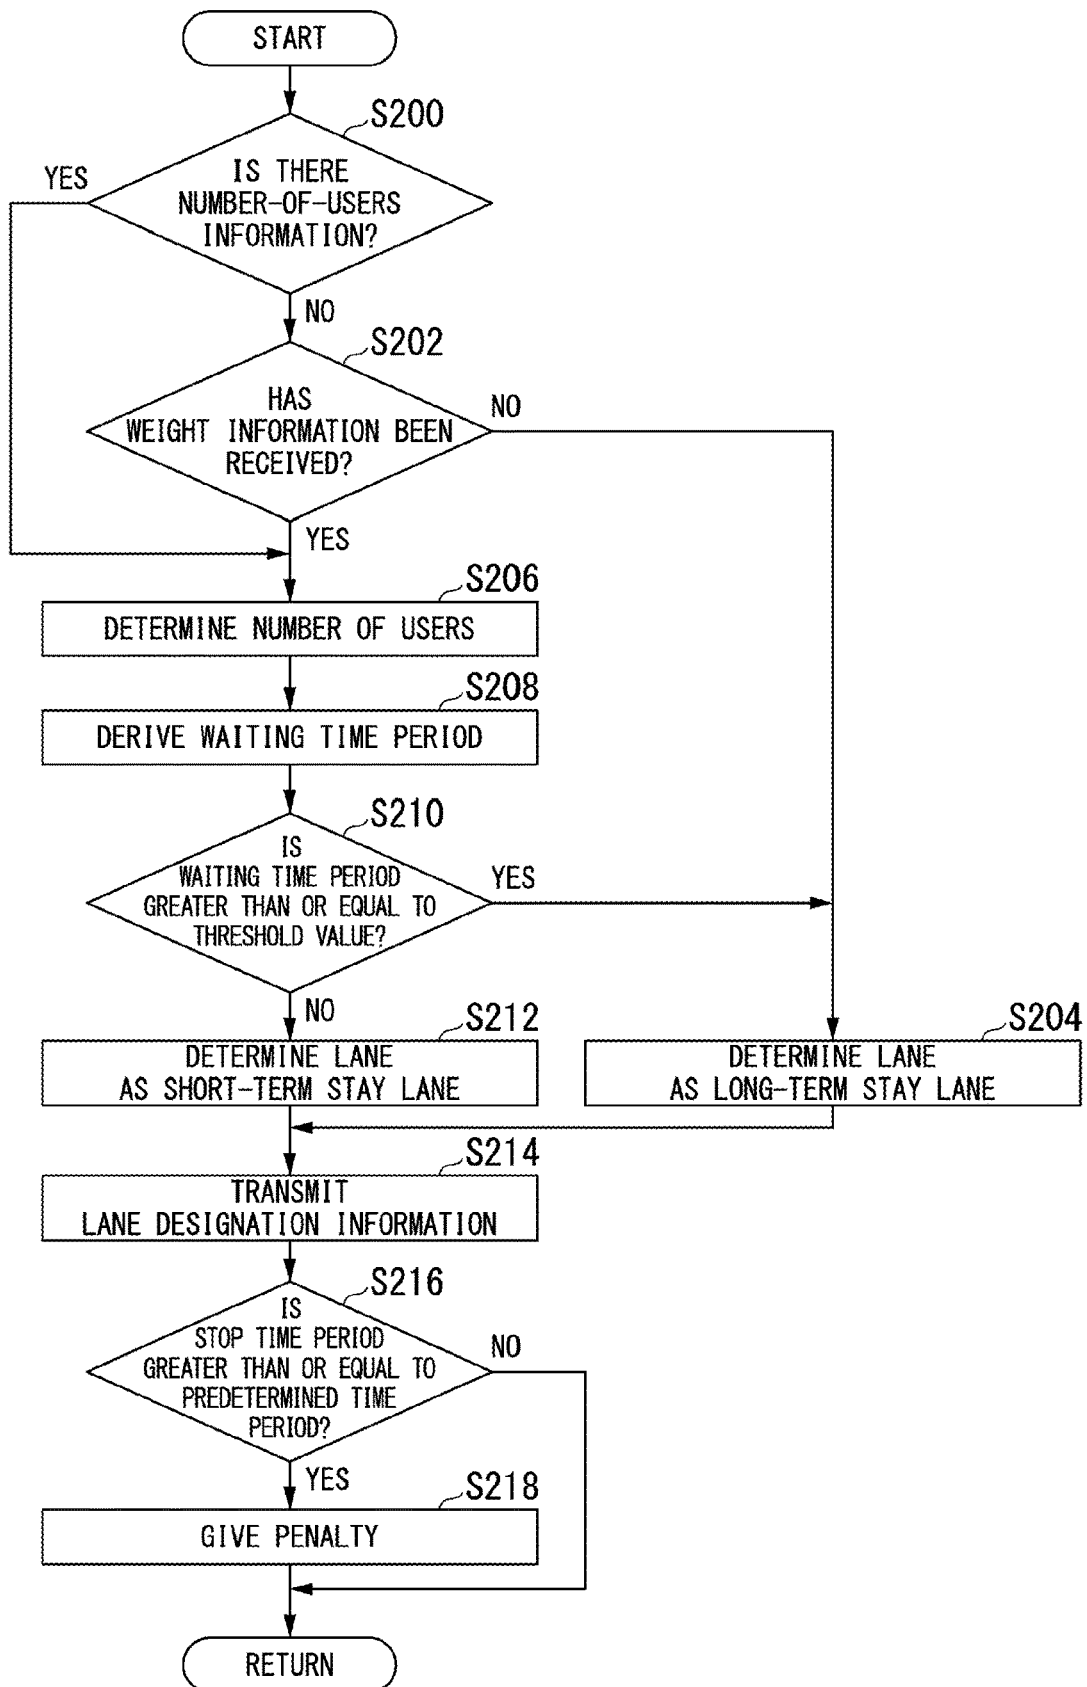 START
S200
IS THERE
NUMBER-OF-USERS
INFORMATION?
YES
NO
S202
HAS
WEIGHT INFORMATION BEEN
RECEIVED?
NO
YES
S206
DETERMINE NUMBER OF USERS
S208
DERIVE WAITING TIME PERIOD
S210
IS
WAITING TIME PERIOD
GREATER THAN OR EQUAL TO
THRESHOLD VALUE?
YES
NO
S212
DETERMINE LANE
AS SHORT-TERM STAY LANE
S204
DETERMINE LANE
AS LONG-TERM STAY LANE
S214
TRANSMIT
LANE DESIGNATION INFORMATION
S216
IS
STOP TIME PERIOD
GREATER THAN OR EQUAL TO
PREDETERMINED TIME
PERIOD?
NO
YES
S218
GIVE PENALTY
RETURN